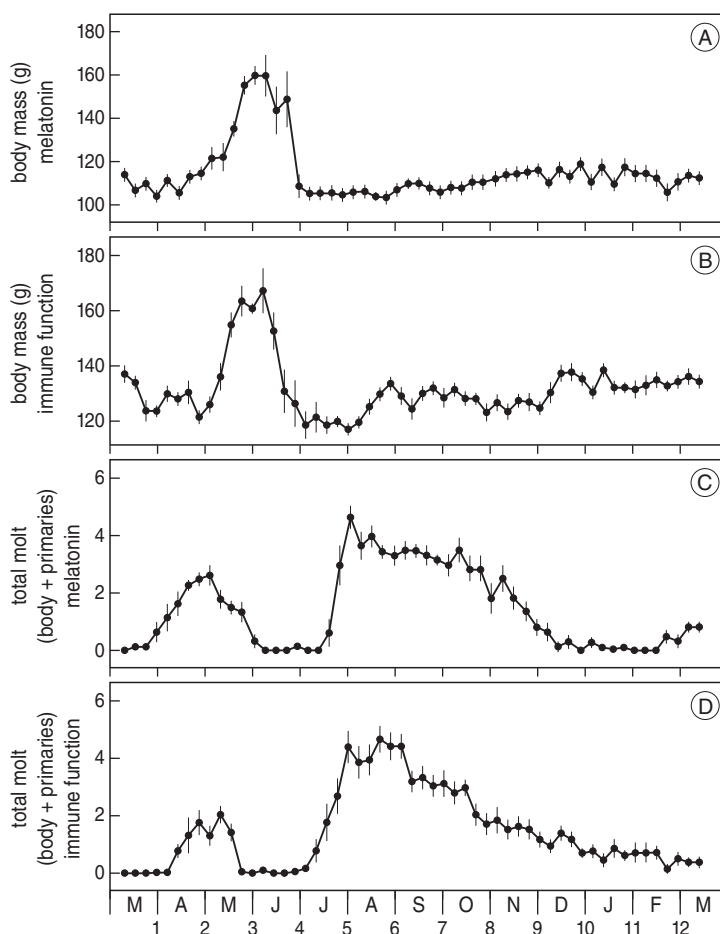 180
160
140
120
100
body mass (g)
melatonin
A
180
160
140
120
body mass (g)
immune function
B
6
4
2
0
total molt
(body + primaries)
melatonin
C
6
4
2
0
total molt
(body + primaries)
immune function
D
M A M J J A S O N D J F M
1 2 3 4 5 6 7 8 9 10 11 12